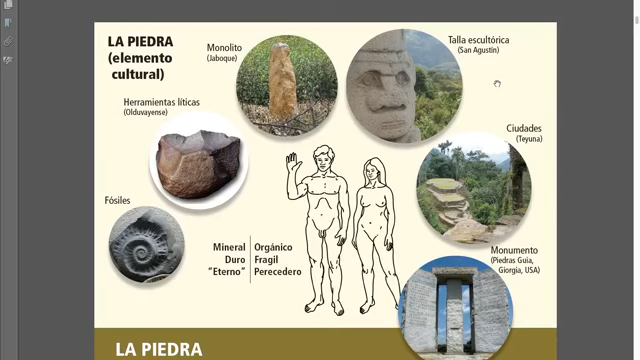 LA PIEDRA
(elemento
cultural)
Monolito
(Jaboque)
Talla escultórica
(San Agustín)
Herramientas líticas
(Olduvayense)
Ciudades
(Teyuna)
Fósiles
Mineral
Duro
"Eterno"
Orgánico
Fragil
Perecedero
Monumento
(Piedras Guia,
Giorgia, USA)
LA PIEDRA